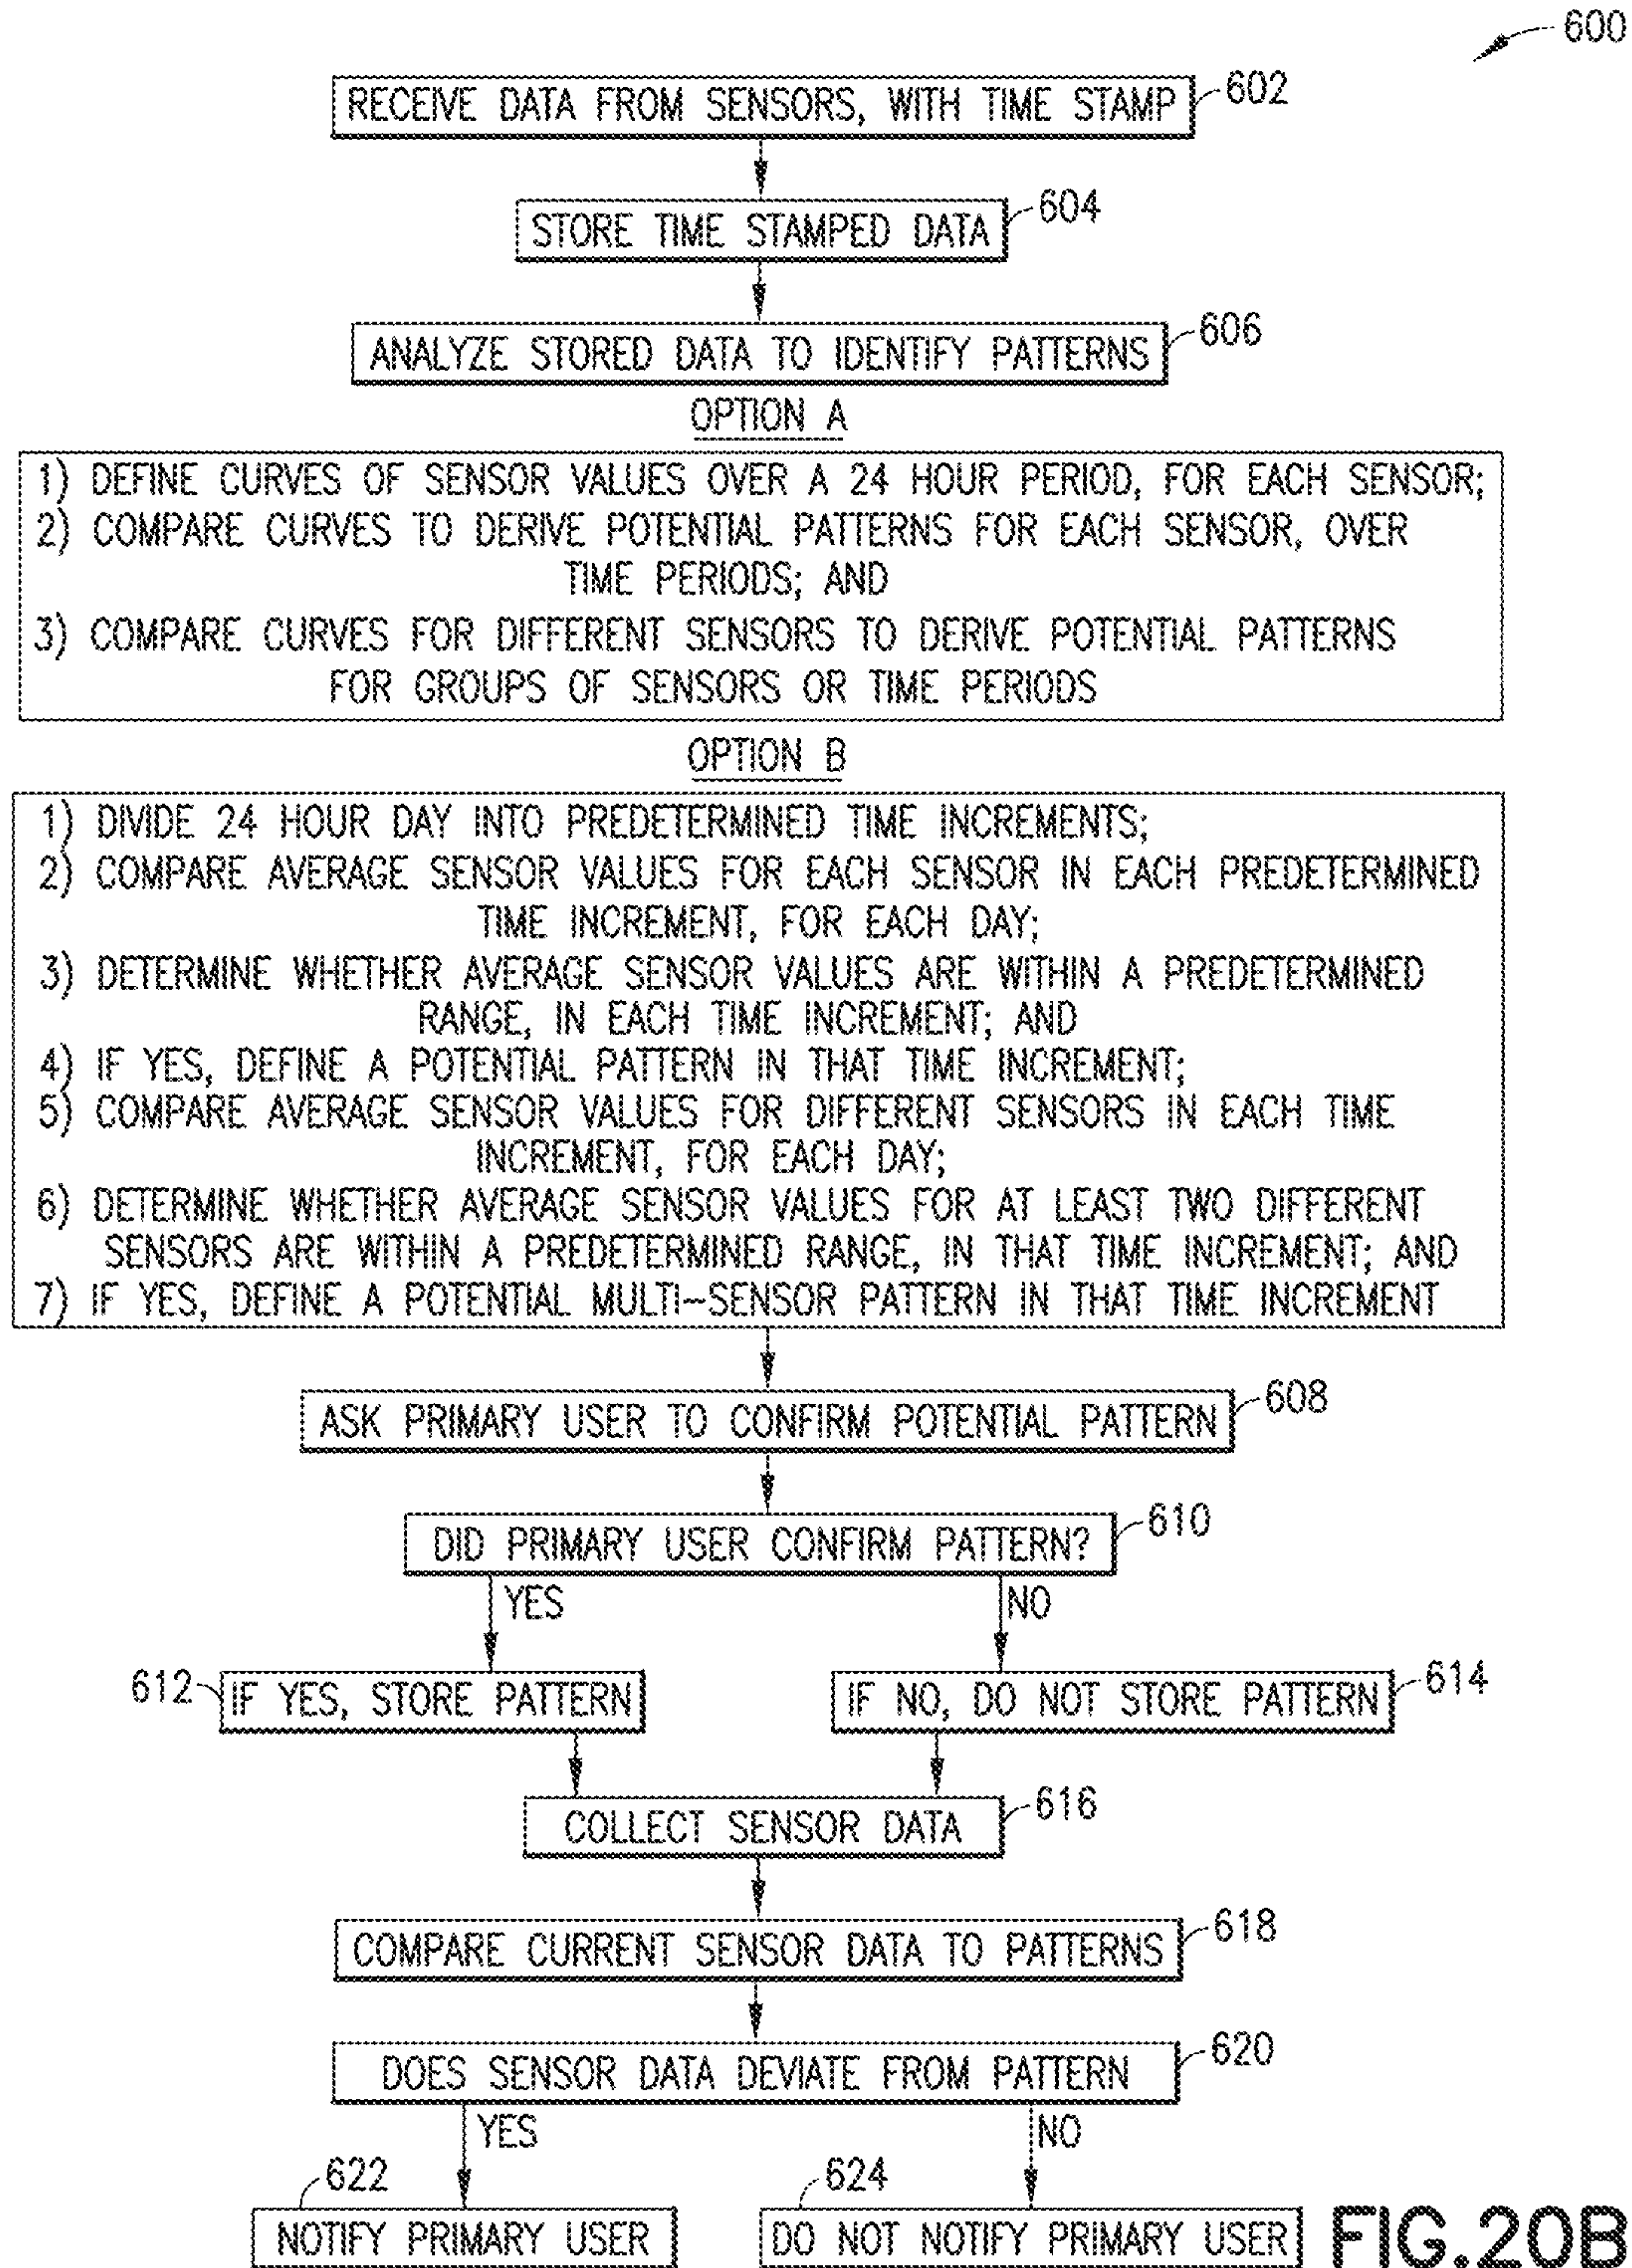 600
RECEIVE DATA FROM SENSORS, WITH TIME STAMP
602
STORE TIME STAMPED DATA
604
ANALYZE STORED DATA TO IDENTIFY PATTERNS
606
OPTION A
1) DEFINE CURVES OF SENSOR VALUES OVER A 24 HOUR PERIOD, FOR EACH SENSOR;
2) COMPARE CURVES TO DERIVE POTENTIAL PATTERNS FOR EACH SENSOR, OVER
TIME PERIODS; AND
3) COMPARE CURVES FOR DIFFERENT SENSORS TO DERIVE POTENTIAL PATTERNS
FOR GROUPS OF SENSORS OR TIME PERIODS
OPTION B
1) DIVIDE 24 HOUR DAY INTO PREDETERMINED TIME INCREMENTS;
2) COMPARE AVERAGE SENSOR VALUES FOR EACH SENSOR IN EACH PREDETERMINED
TIME INCREMENT, FOR EACH DAY;
3) DETERMINE WHETHER AVERAGE SENSOR VALUES ARE WITHIN A PREDETERMINED
RANGE, IN EACH TIME INCREMENT; AND
4) IF YES, DEFINE A POTENTIAL PATTERN IN THAT TIME INCREMENT;
5) COMPARE AVERAGE SENSOR VALUES FOR DIFFERENT SENSORS IN EACH TIME
INCREMENT, FOR EACH DAY;
6) DETERMINE WHETHER AVERAGE SENSOR VALUES FOR AT LEAST TWO DIFFERENT
SENSORS ARE WITHIN A PREDETERMINED RANGE, IN THAT TIME INCREMENT; AND
7) IF YES, DEFINE A POTENTIAL MULTI-SENSOR PATTERN IN THAT TIME INCREMENT
ASK PRIMARY USER TO CONFIRM POTENTIAL PATTERN
608
DID PRIMARY USER CONFIRM PATTERN?
610
YES
NO
612
IF YES, STORE PATTERN
IF NO, DO NOT STORE PATTERN
614
COLLECT SENSOR DATA
616
COMPARE CURRENT SENSOR DATA TO PATTERNS
618
DOES SENSOR DATA DEVIATE FROM PATTERN
620
YES
NO
622
624
NOTIFY PRIMARY USER
DO NOT NOTIFY PRIMARY USER
FIG.20B